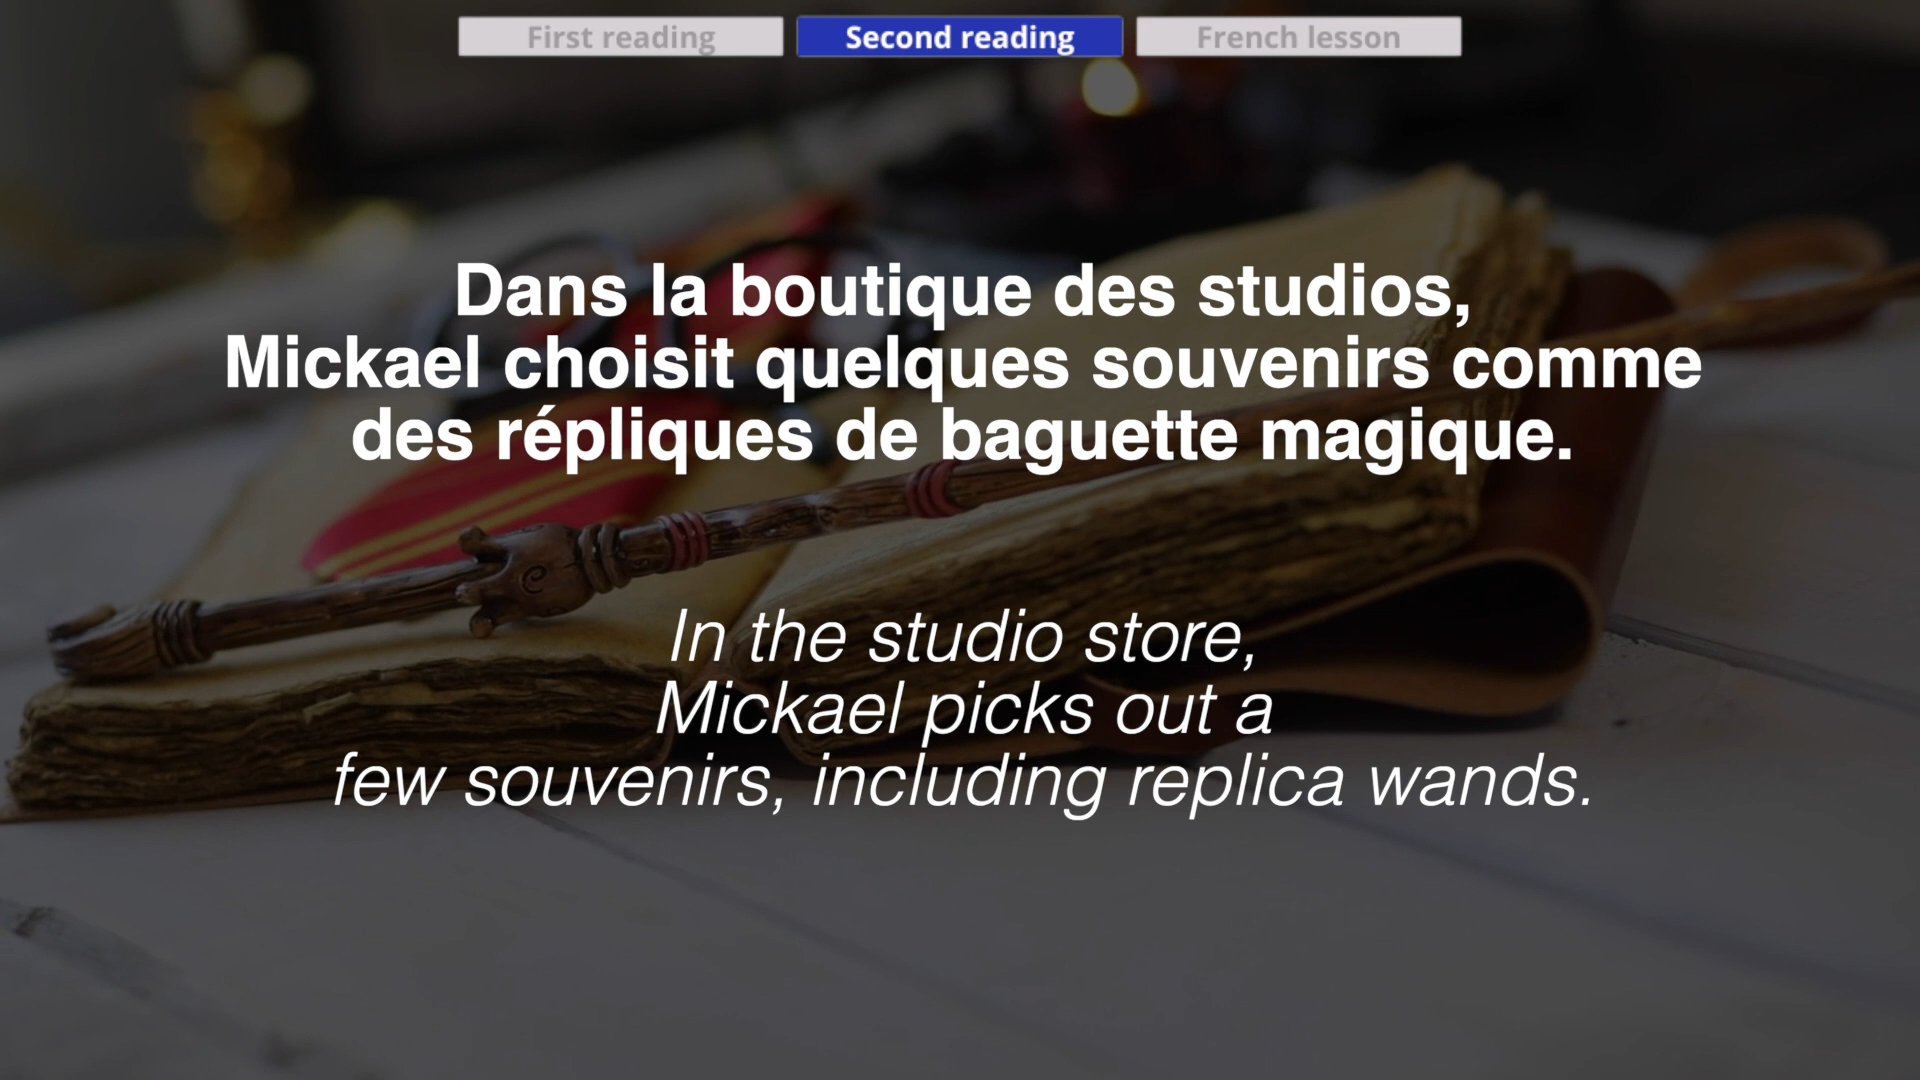 First reading
Second reading
French lesson
Dans la boutique des studios,
Mickael choisit quelques souvenirs comme
des répliques de baguette magique.
In the studio store,
Mickael picks out a
few souvenirs, including replica wands.